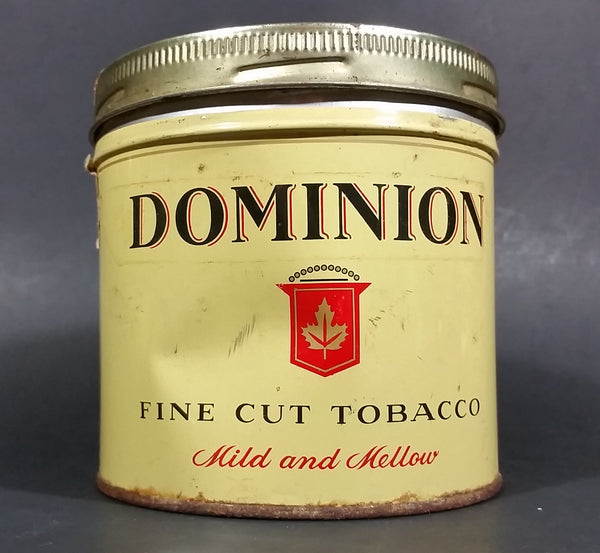 DOMINION
FINE CUT TOBACCO
Mild and Mellow